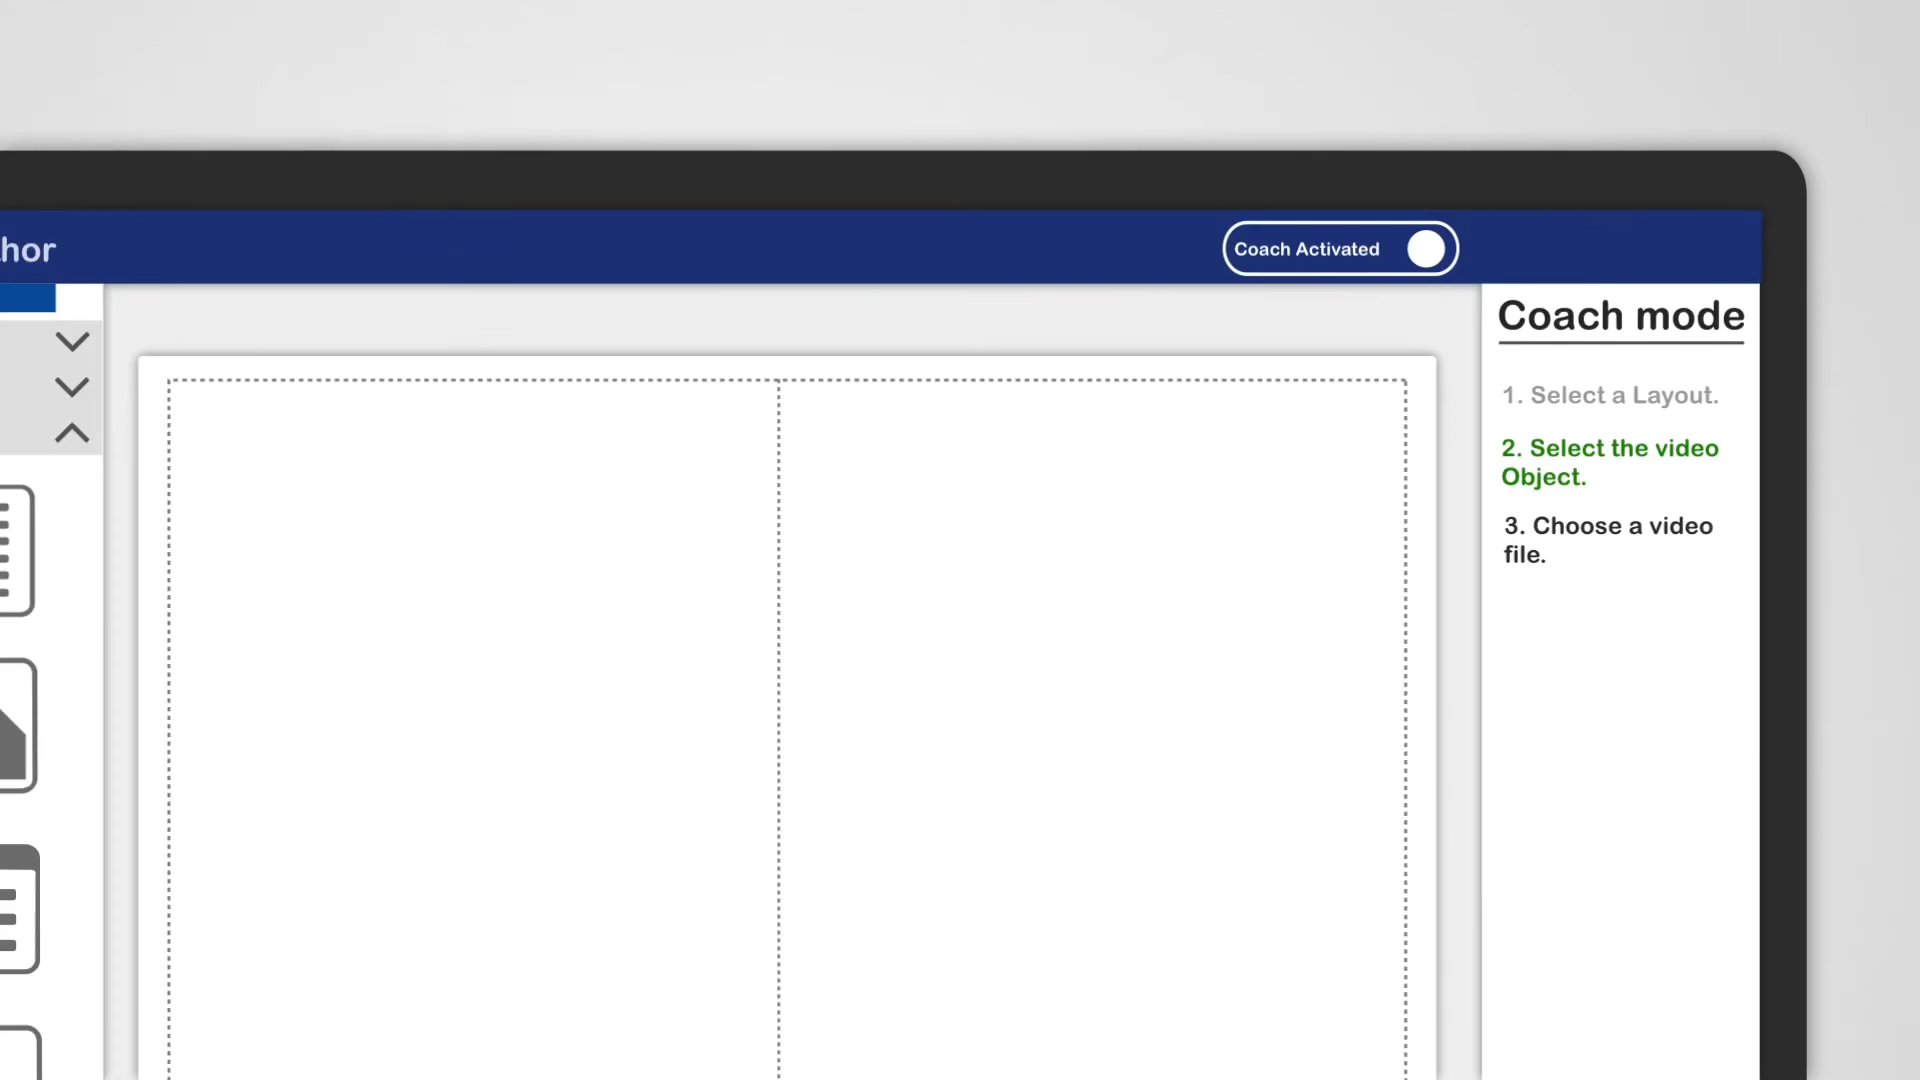 hor
Coach Activated
Coach mode
1. Select a Layout.
2. Select the video
Object.
3. Choose a video
file.